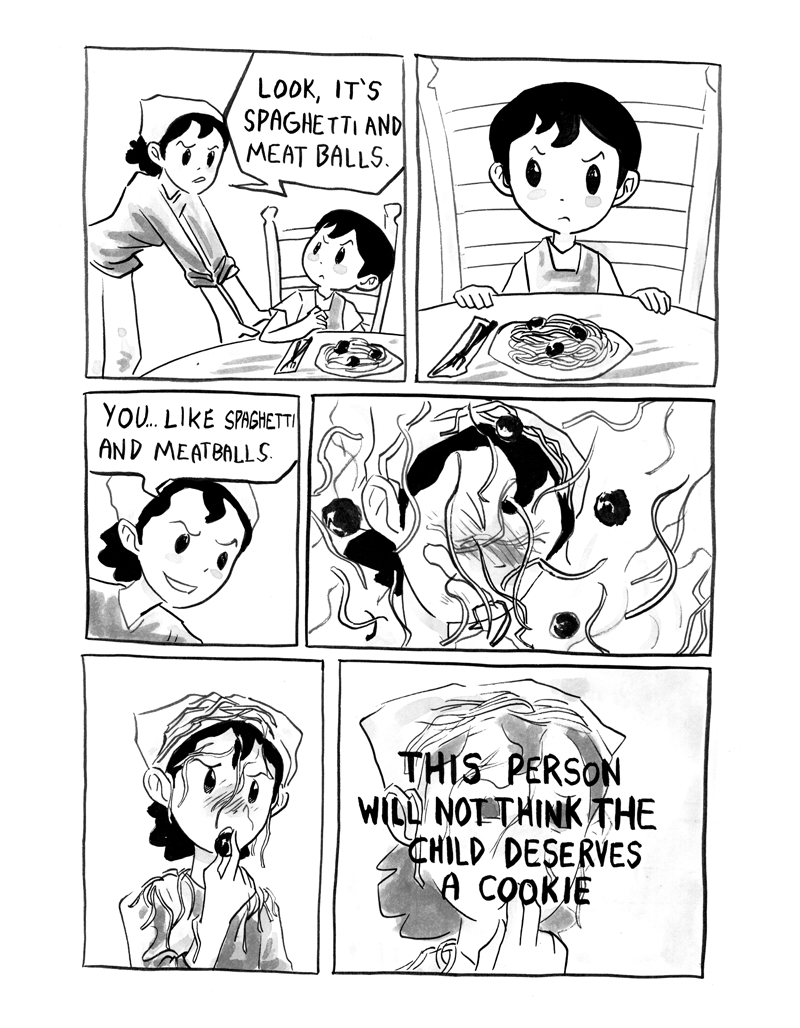 LOOK, IT'S
SPAGHETTI AND
MEAT BALLS.
YOU... LIKE SPAGHETTI
AND MEATBALLS.
THIS PERSON
WILL NOT THINK THE
CHILD DESERVES
A COOKIE